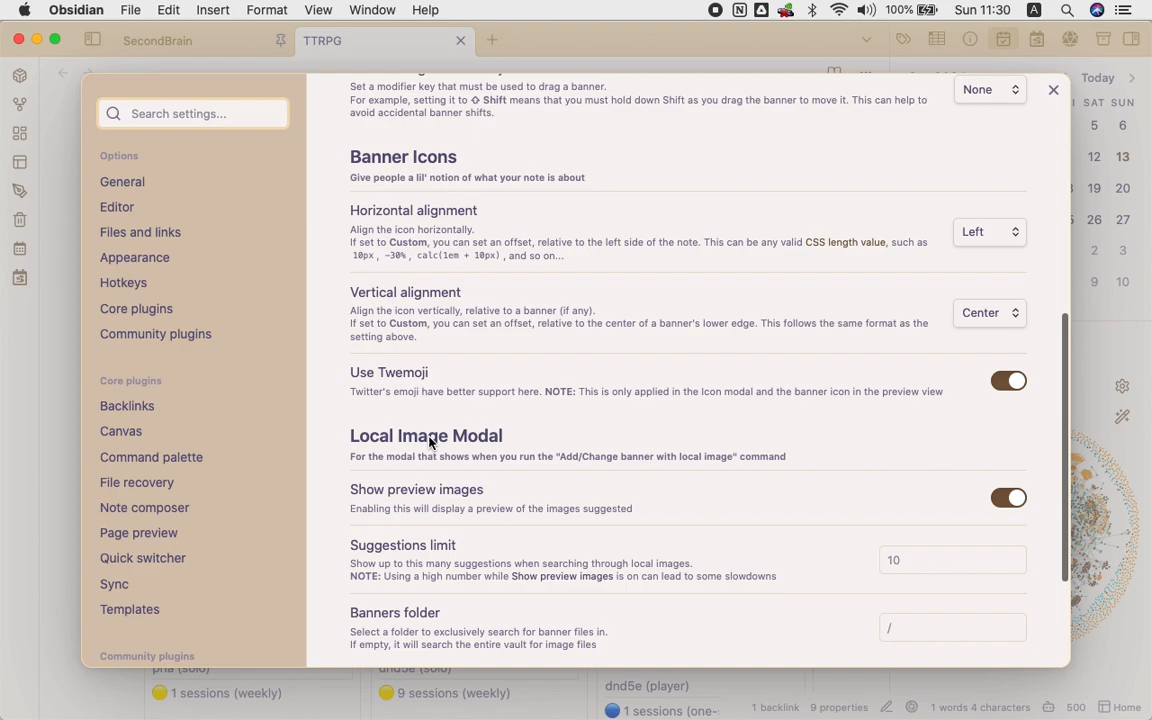 Obsidian File Edit Insert Format View Window Help 100% Sun 11:30 A
SecondBrain TTRPG
Today
SAT SUN
5 6
12 13
19 20
26 27
2 3
9 10
Search settings...
Options
General
Editor
Files and links
Appearance
Hotkeys
Core plugins
Community plugins
Core plugins
Backlinks
Canvas
Command palette
File recovery
Note composer
Page preview
Quick switcher
Sync
Templates
Community plugins
Set a modifier key that must be used to drag a banner.
For example, setting it to ⇧ Shift means that you must hold down Shift as you drag the banner to move it. This can help to
avoid accidental banner shifts.
None
Banner Icons
Give people a lil' notion of what your note is about
Horizontal alignment
Align the icon horizontally.
If set to Custom, you can set an offset, relative to the left side of the note. This can be any valid CSS length value, such as
10px, -30%, calc(1em + 10px), and so on...
Left
Vertical alignment
Align the icon vertically, relative to a banner (if any).
If set to Custom, you can set an offset, relative to the center of a banner's lower edge. This follows the same format as the
setting above.
Center
Use Twemoji
Twitter's emoji have better support here. NOTE: This is only applied in the Icon modal and the banner icon in the preview view
Local Image Modal
For the modal that shows when you run the "Add/Change banner with local image" command
Show preview images
Enabling this will display a preview of the images suggested
Suggestions limit
Show up to this many suggestions when searching through local images.
NOTE: Using a high number while Show preview images is on can lead to some slowdowns
10
Banners folder
Select a folder to exclusively search for banner files in.
If empty, it will search the entire vault for image files
/
1 sessions (weekly)
9 sessions (weekly)
dnd5e (player)
1 sessions (one-
1 backlink 9 properties 1 words 4 characters 500 Home